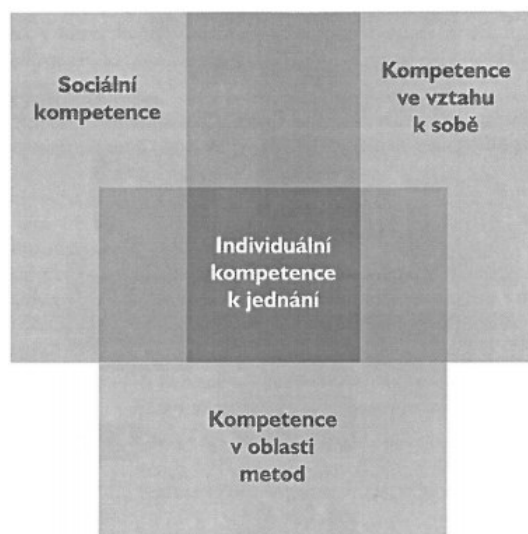 Sociální
kompetence
Kompetence
ve vztahu
k sobě
Individuální
kompetence
k jednání
Kompetence
v oblasti
metod